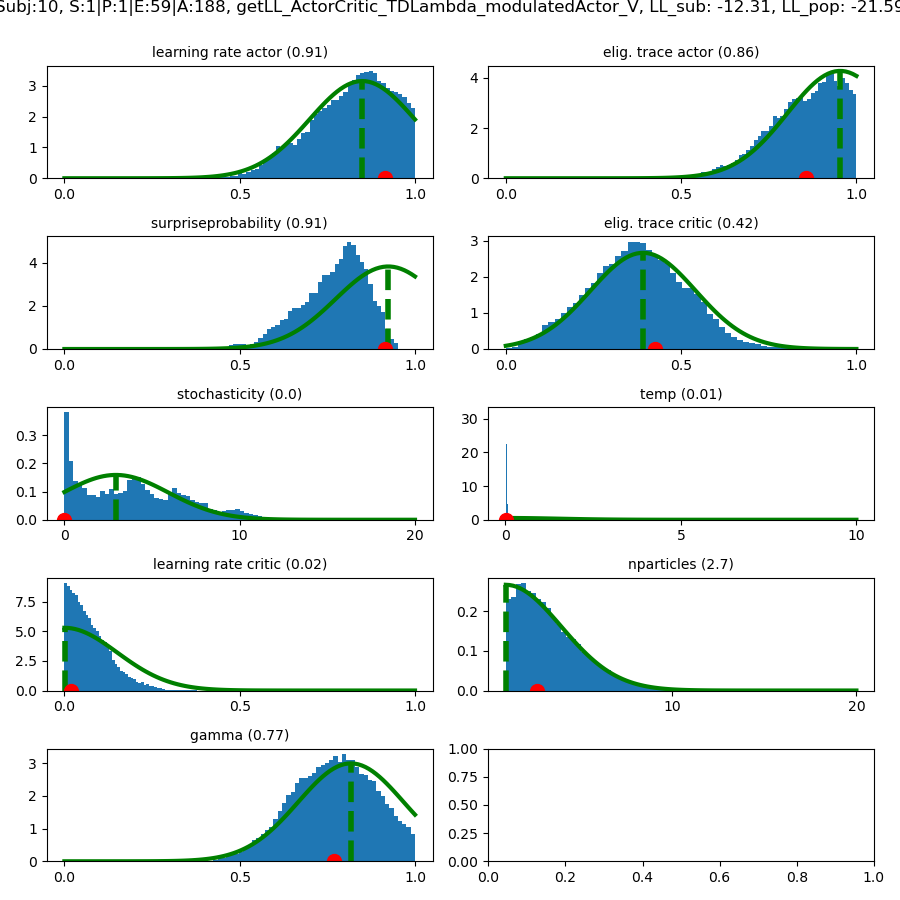 Subj:10, S:1|P:1|E:59|A:188, getLL_ActorCritic_TDLambda_modulatedActor_V, LL_sub: -12.31, LL_pop: -21.59
learning rate actor (0.91)
elig. trace actor (0.86)
3
2
1
0
0.0 0.5 1.0
4
2
0
0.0 0.5 1.0
surpriseprobability (0.91)
elig. trace critic (0.42)
4
2
0
0.0 0.5 1.0
3
2
1
0
0.0 0.5 1.0
stochasticity (0.0)
temp (0.01)
0.3
0.2
0.1
0.0
0 10 20
30
20
10
0
0 5 10
learning rate critic (0.02)
nparticles (2.7)
7.5
5.0
2.5
0.0
0.0 0.5 1.0
0.2
0.1
0.0
10 20
gamma (0.77)
3
2
1
0
0.0 0.5 1.0
1.00
0.75
0.50
0.25
0.00
0.0 0.2 0.4 0.6 0.8 1.0